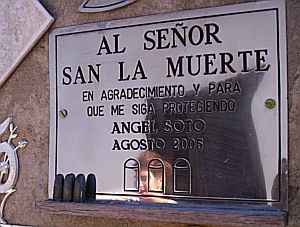 AL SEÑOR
SAN LA MUERTE
EN AGRADECIMIENTO Y PARA
QUE ME SIGA PROTEGIENDO
ANGEL SOTO
AGOSTO 2005